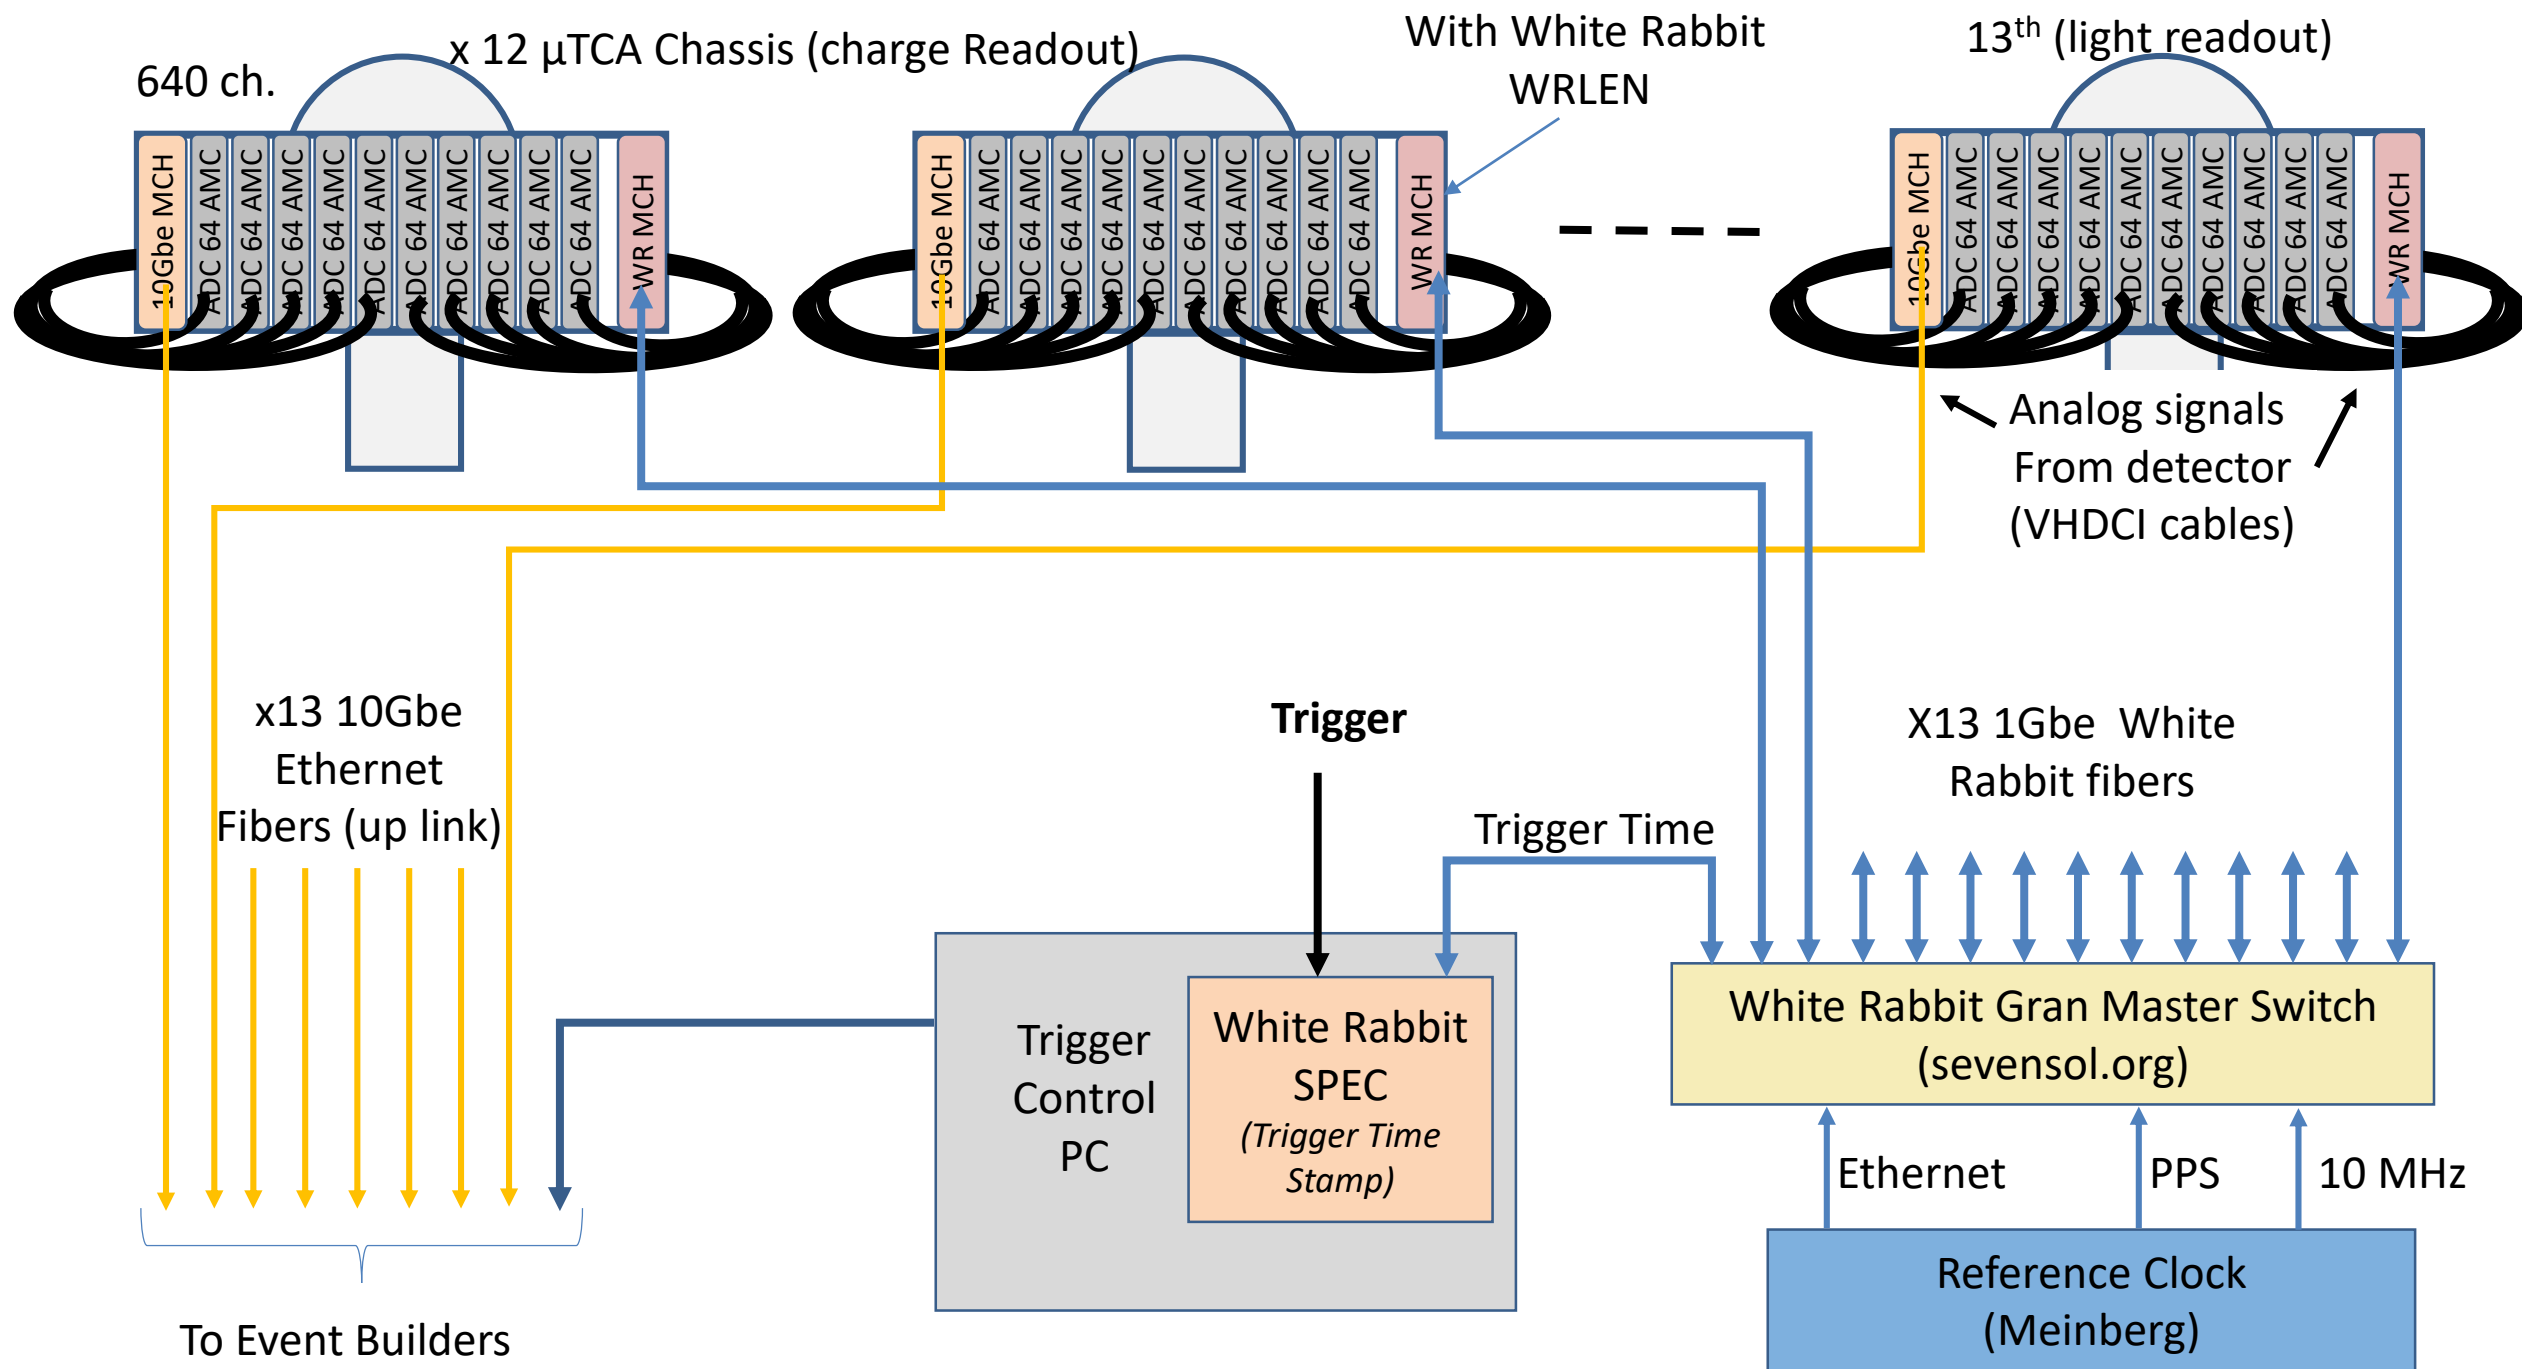 640 ch.
x 12 µTCA Chassis (charge Readout)
With White Rabbit
WRLEN
13th (light readout)
10Gbe MCH
ADC 64 AMC
ADC 64 AMC
ADC 64 AMC
ADC 64 AMC
ADC 64 AMC
ADC 64 AMC
ADC 64 AMC
ADC 64 AMC
ADC 64 AMC
ADC 64 AMC
WR MCH
10Gbe MCH
ADC 64 AMC
ADC 64 AMC
ADC 64 AMC
ADC 64 AMC
ADC 64 AMC
ADC 64 AMC
ADC 64 AMC
ADC 64 AMC
ADC 64 AMC
ADC 64 AMC
WR MCH
10Gbe MCH
ADC 64 AMC
ADC 64 AMC
ADC 64 AMC
ADC 64 AMC
ADC 64 AMC
ADC 64 AMC
ADC 64 AMC
ADC 64 AMC
ADC 64 AMC
ADC 64 AMC
WR MCH
Analog signals
From detector
(VHDCI cables)
x13 10Gbe
Ethernet
Fibers (up link)
Trigger
Trigger Time
X13 1Gbe  White
Rabbit fibers
Trigger
Control
PC
White Rabbit
SPEC
(Trigger Time
Stamp)
White Rabbit Gran Master Switch
(sevensol.org)
Ethernet
PPS
10 MHz
Reference Clock
(Meinberg)
To Event Builders